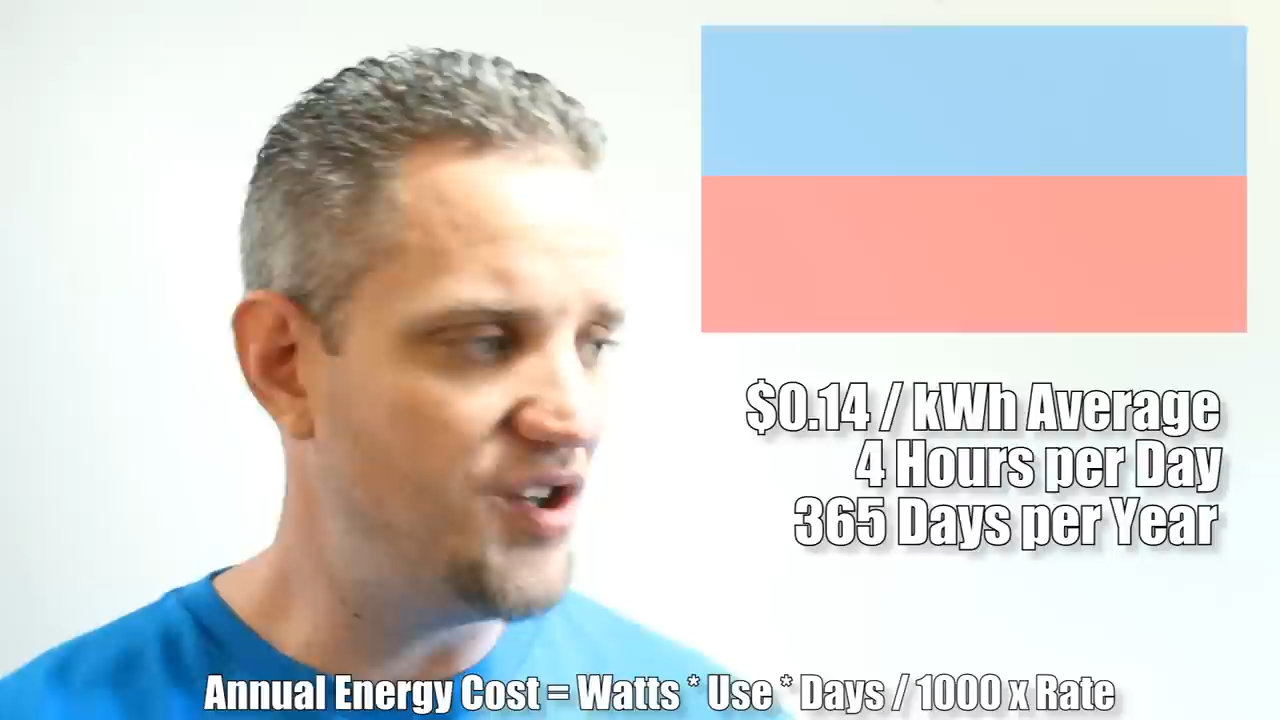 $0.14 / kWh Average
4 Hours per Day
365 Days per Year
Annual Energy Cost = Watts * Use * Days / 1000 x Rate